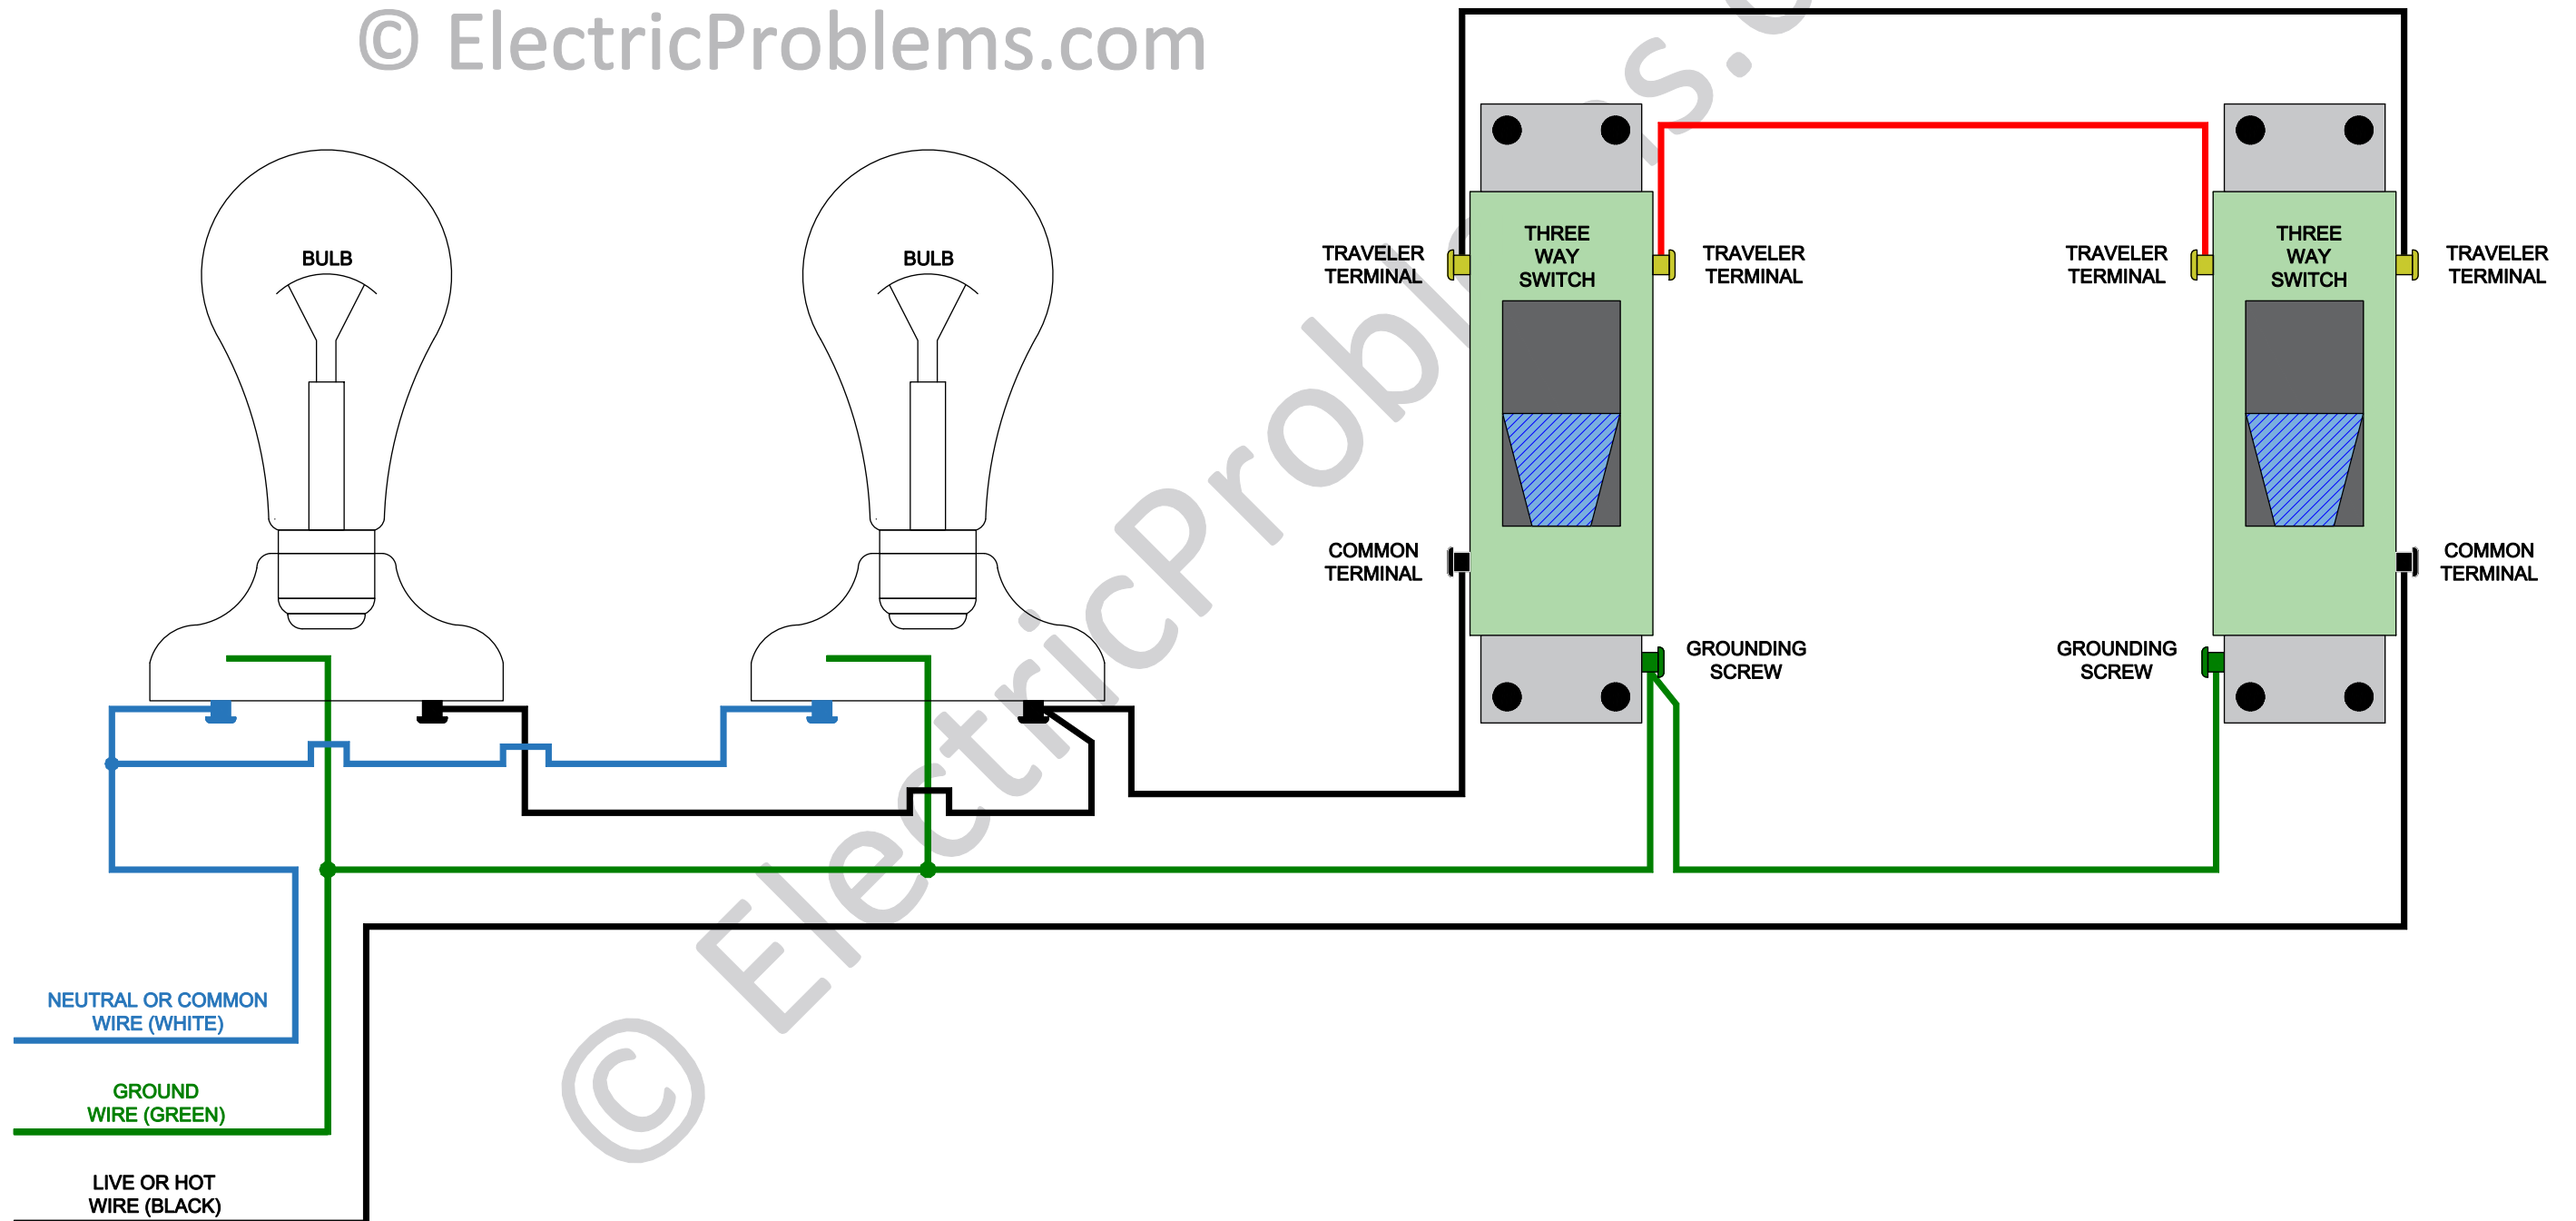 © ElectricProblems.com
© ElectricProblems.c
BULB
BULB
THREE
WAY
SWITCH
THREE
WAY
SWITCH
TRAVELER
TERMINAL
TRAVELER
TERMINAL
TRAVELER
TERMINAL
TRAVELER
TERMINAL
COMMON
TERMINAL
COMMON
TERMINAL
GROUNDING
SCREW
GROUNDING
SCREW
NEUTRAL OR COMMON
WIRE (WHITE)
GROUND
WIRE (GREEN)
LIVE OR HOT
WIRE (BLACK)